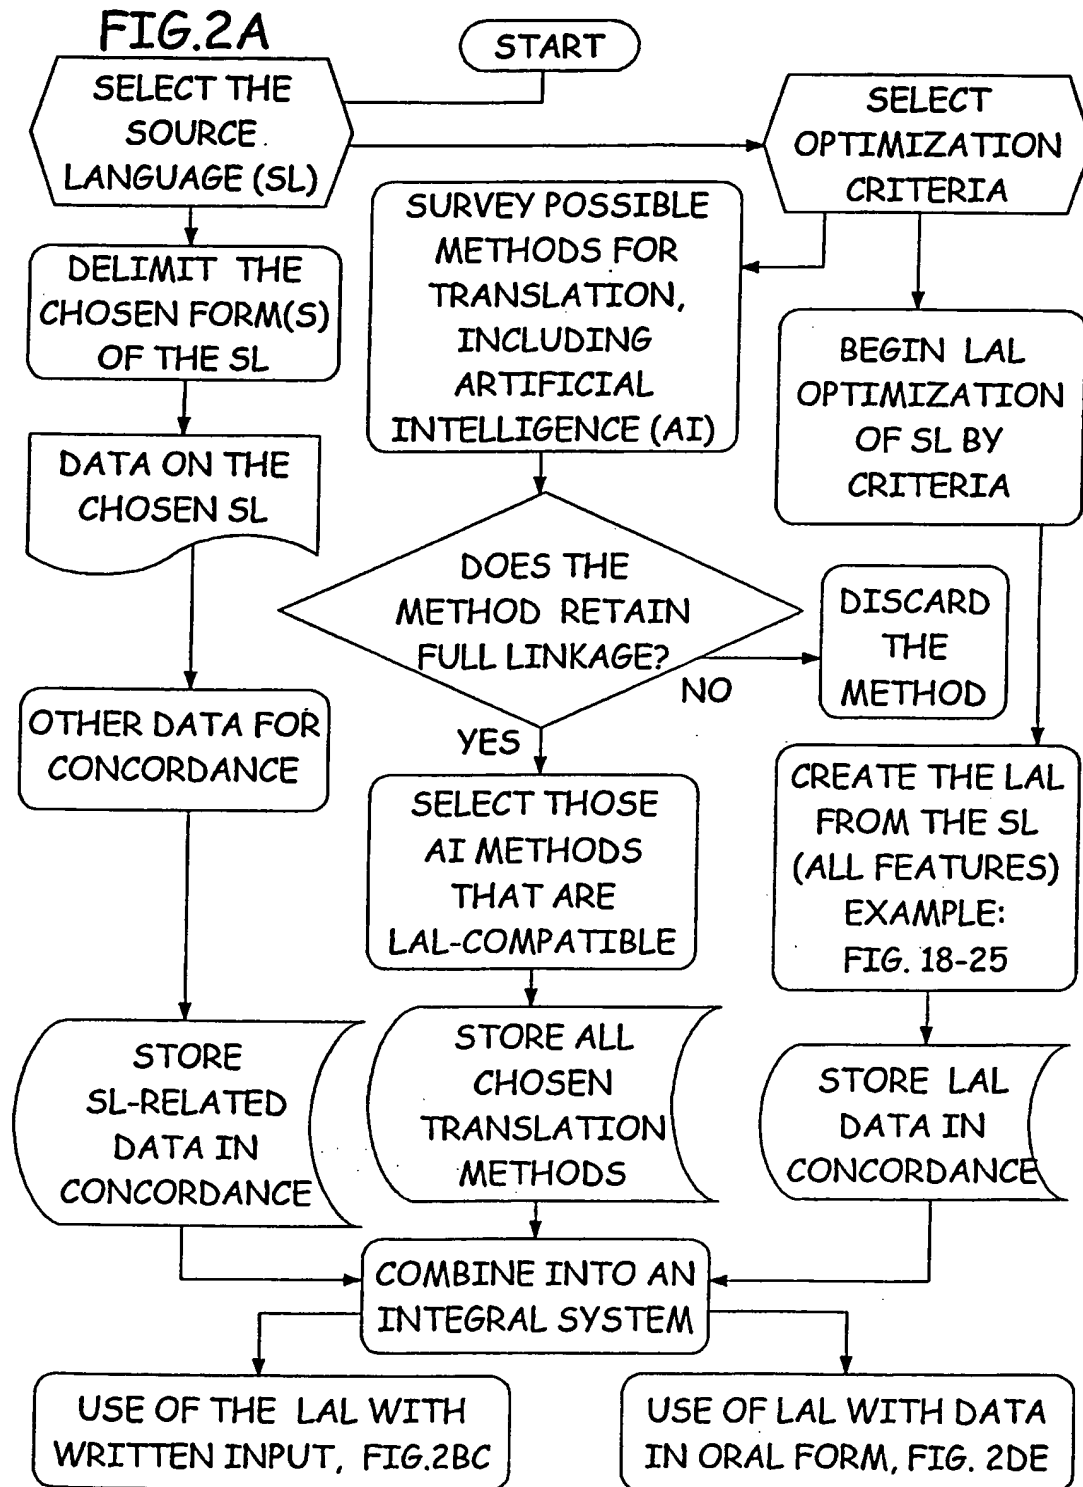 FIG.2A
START
SELECT THE
SOURCE
LANGUAGE (SL)
SELECT
OPTIMIZATION
CRITERIA
SURVEY POSSIBLE
METHODS FOR
TRANSLATION,
INCLUDING
ARTIFICIAL
INTELLIGENCE (AI)
DELIMIT THE
CHOSEN FORM(S)
OF THE SL
BEGIN LAL
OPTIMIZATION
OF SL BY
CRITERIA
DATA ON THE
CHOSEN SL
DOES THE
METHOD RETAIN
FULL LINKAGE?
NO
YES
DISCARD
THE
METHOD
OTHER DATA FOR
CONCORDANCE
SELECT THOSE
AI METHODS
THAT ARE
LAL-COMPATIBLE
CREATE THE LAL
FROM THE SL
(ALL FEATURES)
EXAMPLE:
FIG. 18-25
STORE
SL-RELATED
DATA IN
CONCORDANCE
STORE ALL
CHOSEN
TRANSLATION
METHODS
STORE LAL
DATA IN
CONCORDANCE
COMBINE INTO AN
INTEGRAL SYSTEM
USE OF THE LAL WITH
WRITTEN INPUT, FIG.2BC
USE OF LAL WITH DATA
IN ORAL FORM, FIG. 2DE